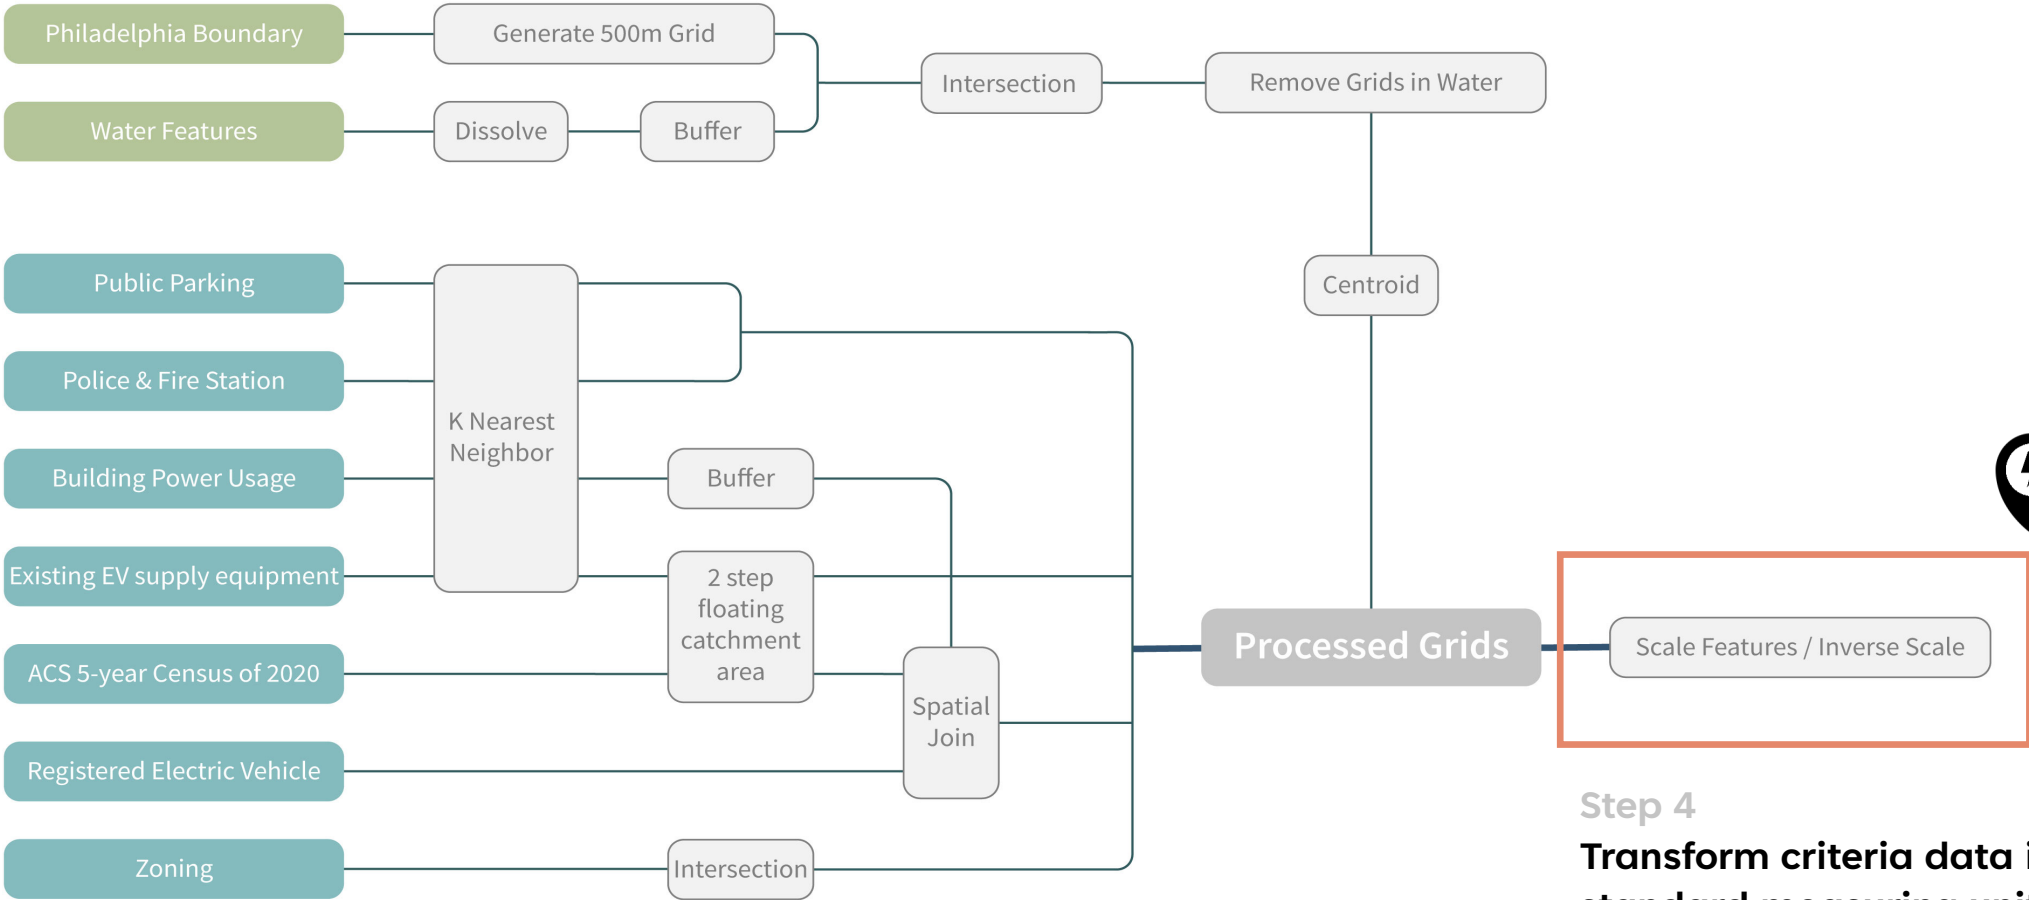 Philadelphia Boundary
Generate 500m Grid
Intersection
Remove Grids in Water
Water Features
Dissolve
Buffer
Public Parking
Centroid
Police & Fire Station
K Nearest
Neighbor
Building Power Usage
Buffer
Existing EV supply equipment
2 step
floating
catchment
area
ACS 5-year Census of 2020
Spatial
Join
Processed Grids
Scale Features / Inverse Scale
Registered Electric Vehicle
Zoning
Intersection
Step 4
Transform criteria data
standard measuring